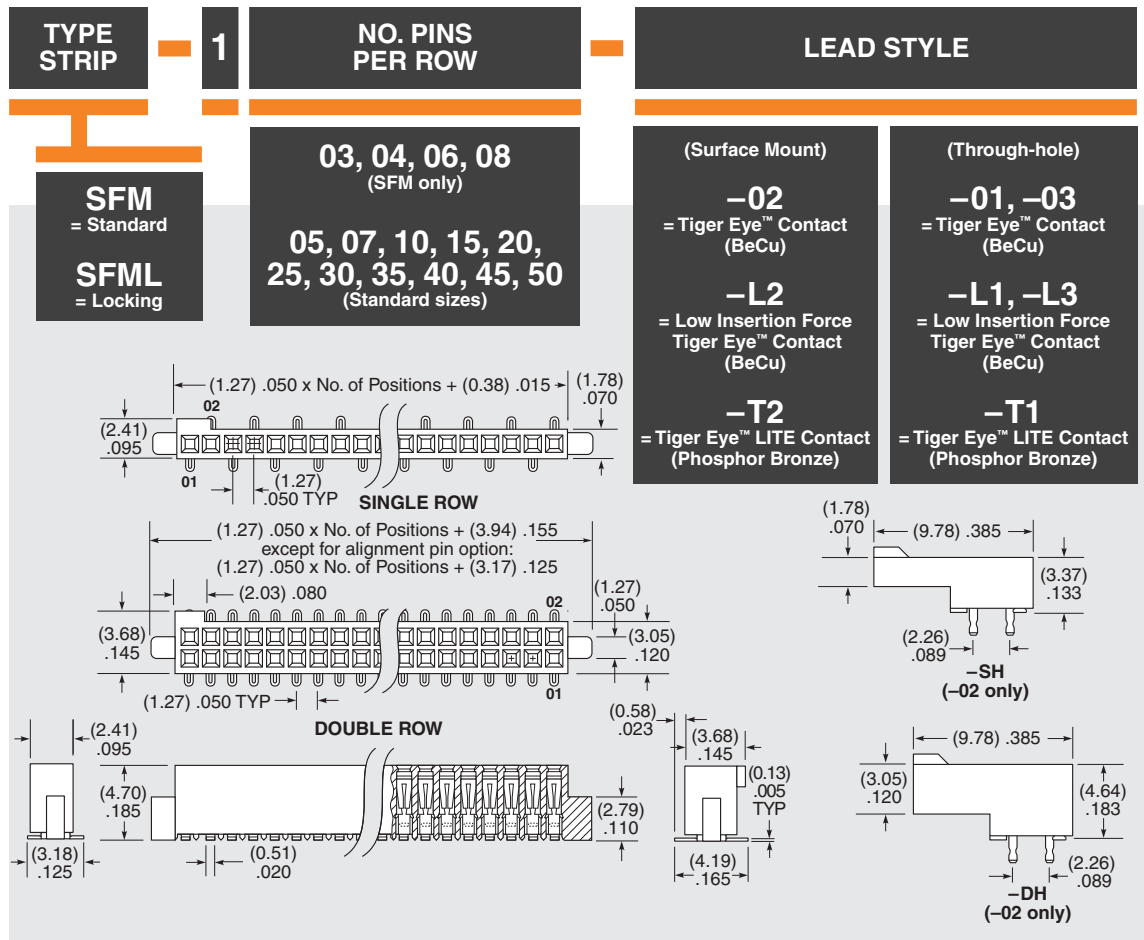 TYPE
STRIP
1
NO. PINS
PER ROW
LEAD STYLE
SFM
= Standard
SFML
= Locking
03, 04, 06, 08
(SFM only)
05, 07, 10, 15, 20,
25, 30, 35, 40, 45, 50
(Standard sizes)
(Surface Mount)
–02
= Tiger Eye™ Contact
(BeCu)
–L2
= Low Insertion Force
Tiger Eye™ Contact
(BeCu)
–T2
= Tiger Eye™ LITE Contact
(Phosphor Bronze)
(Through-hole)
–01, –03
= Tiger Eye™ Contact
(BeCu)
–L1, –L3
= Low Insertion Force
Tiger Eye™ Contact
(BeCu)
–T1
= Tiger Eye™ LITE Contact
(Phosphor Bronze)
(1.27) .050 x No. of Positions + (0.38) .015
(1.78)
.070
02
(2.41)
.095
01
(1.27)
.050 TYP
SINGLE ROW
(1.27) .050 x No. of Positions + (3.94) .155
except for alignment pin option:
(1.27) .050 x No. of Positions + (3.17) .125
(2.03) .080
(1.27)
.050
02
(3.68)
.145
(3.05)
.120
(1.27) .050 TYP
01
DOUBLE ROW
(1.78)
.070
(9.78) .385
(3.37)
.133
(2.26)
.089
–SH
(–02 only)
(2.41)
.095
(4.70)
.185
(3.18)
.125
(0.51)
.020
(2.79)
.110
(0.58)
.023
(3.68)
.145
(0.13)
.005
TYP
(4.19)
.165
(9.78) .385
(3.05)
.120
(4.64)
.183
(2.26)
.089
–DH
(–02 only)